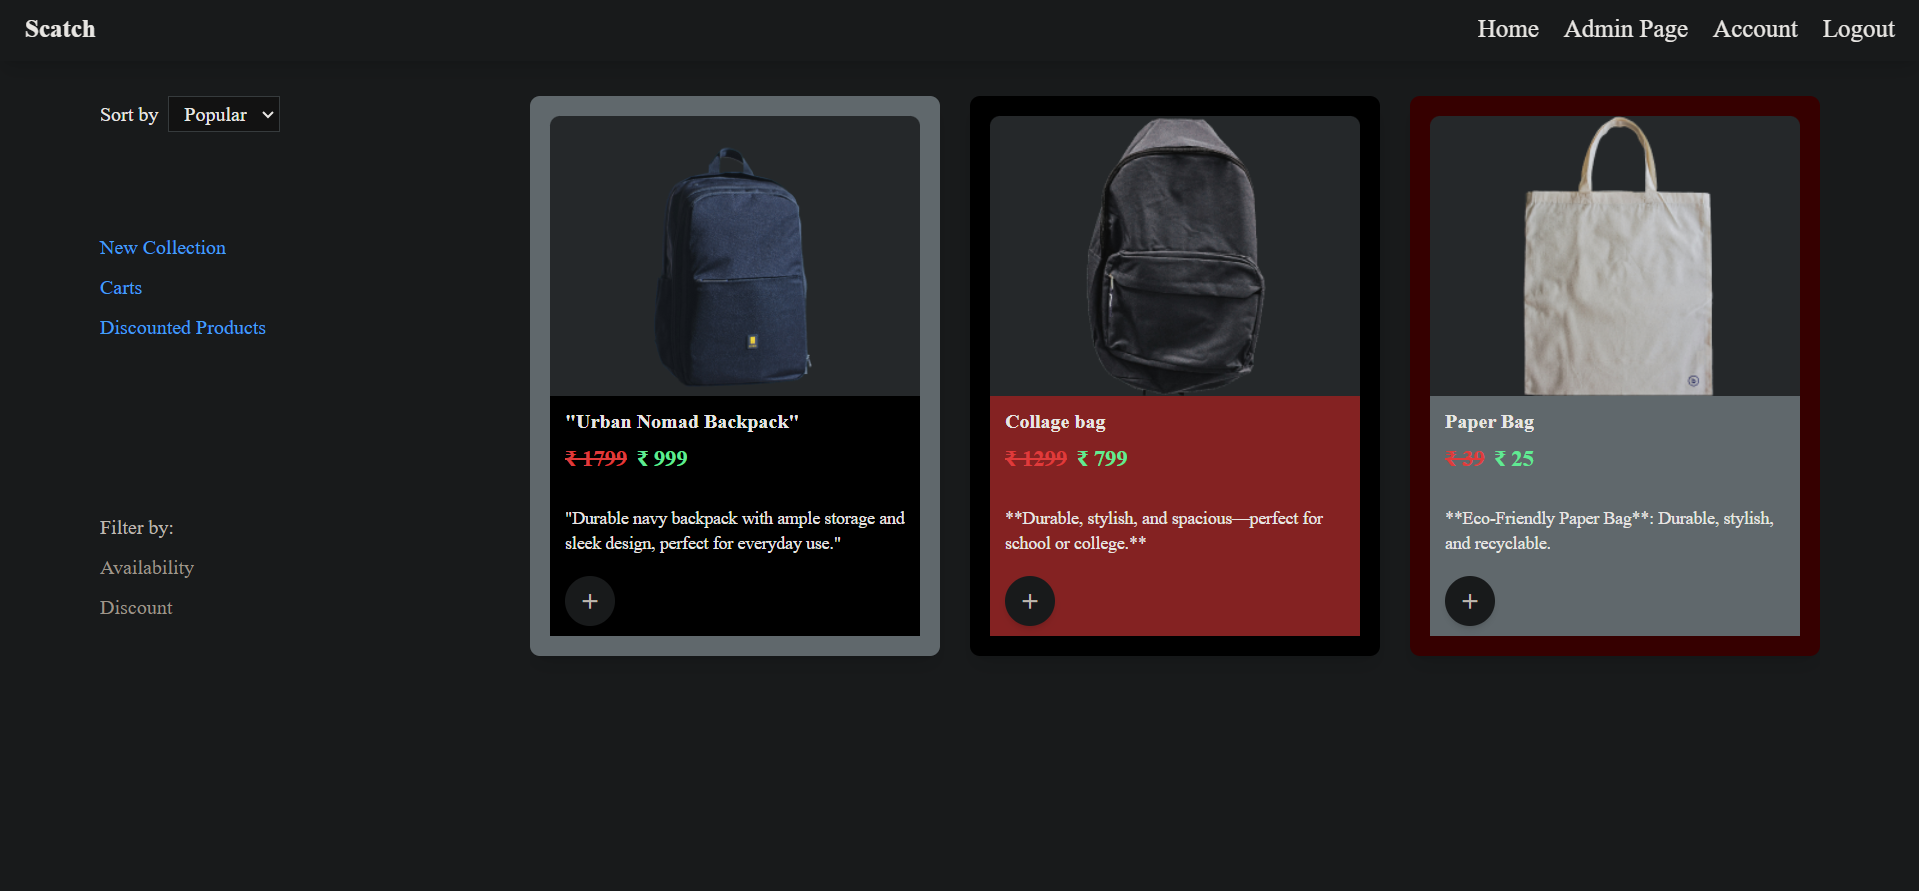 Scatch
Home Admin Page Account Logout
Sort by Popular
New Collection
Carts
Discounted Products
Filter by:
Availability
Discount
"Urban Nomad Backpack"
₹ 1799 ₹ 999
"Durable navy backpack with ample storage and
sleek design, perfect for everyday use."
+
Collage bag
₹ 1299 ₹ 799
**Durable, stylish, and spacious—perfect for
school or college.**
+
Paper Bag
₹ 39 ₹ 25
**Eco-Friendly Paper Bag**: Durable, stylish,
and recyclable.
+